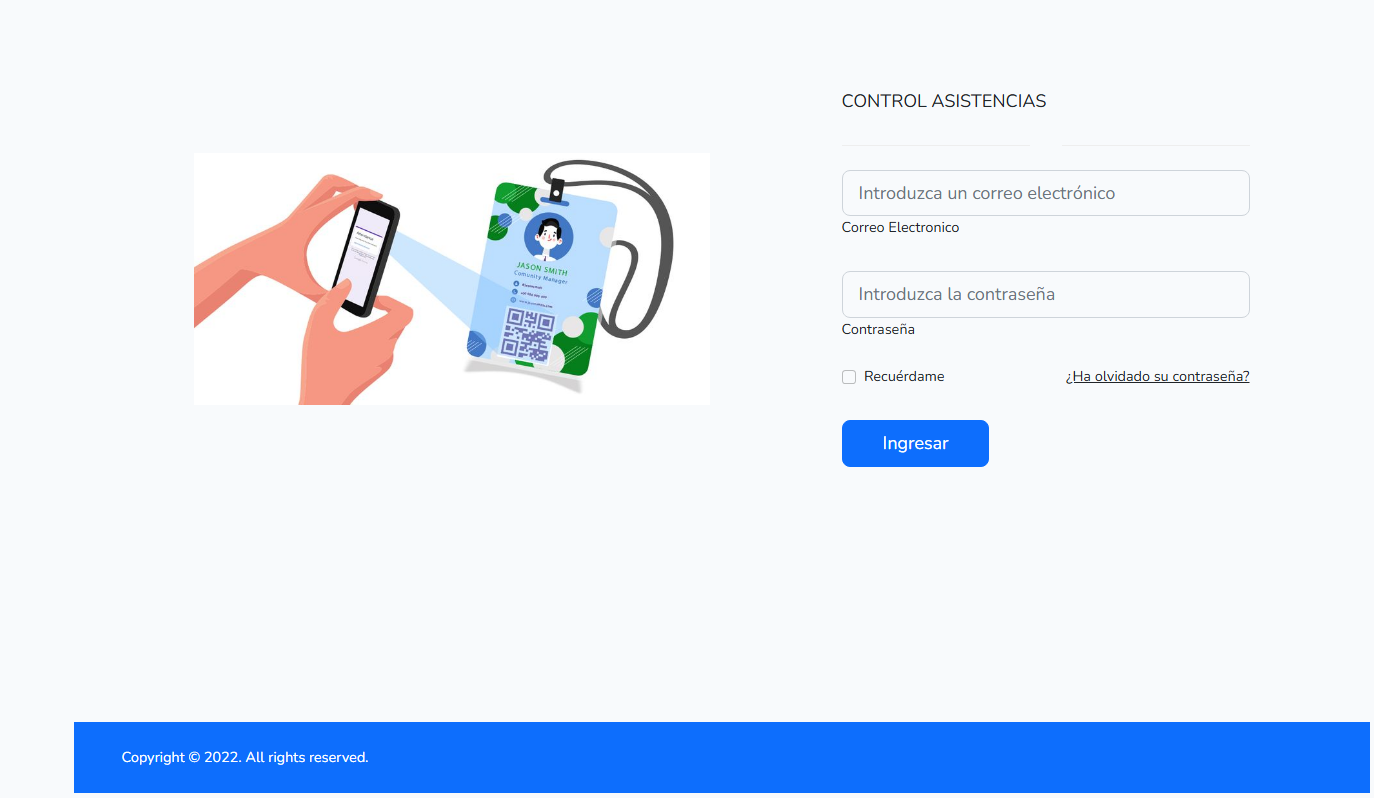 CONTROL ASISTENCIAS
Introduzca un correo electrónico
Correo Electronico
Introduzca la contraseña
Contraseña
Recuérdame
¿Ha olvidado su contraseña?
Ingresar
JASON SMITH
Comunity Manager
Copyright © 2022. All rights reserved.